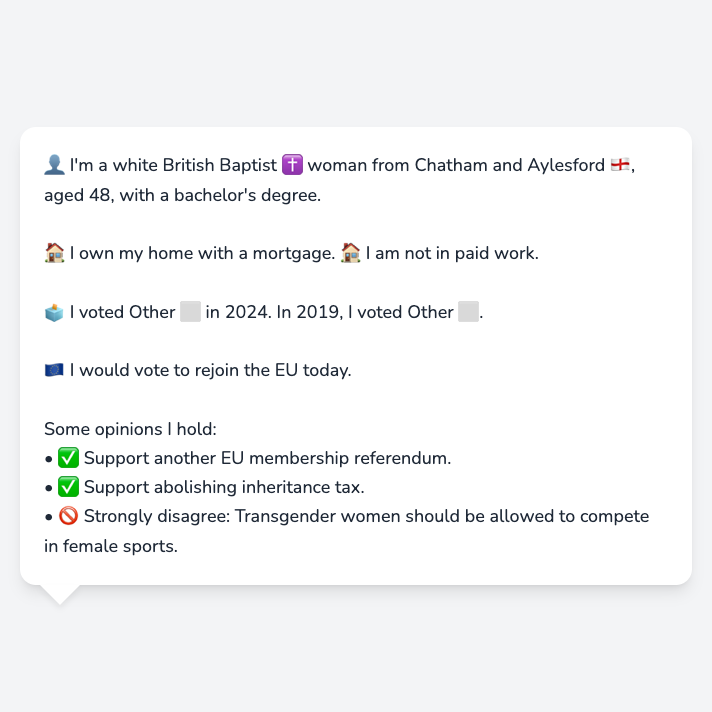 👤 I'm a white British Baptist ✝️ woman from Chatham and Aylesford 🏴󠁧󠁢󠁥󠁮󠁧󠁿,
aged 48, with a bachelor's degree.
🏠 I own my home with a mortgage. 🏠 I am not in paid work.
🗳️ I voted Other ⬜ in 2024. In 2019, I voted Other ⬜.
🇪🇺 I would vote to rejoin the EU today.
Some opinions I hold:
• ✅ Support another EU membership referendum.
• ✅ Support abolishing inheritance tax.
• 🚫 Strongly disagree: Transgender women should be allowed to compete
in female sports.